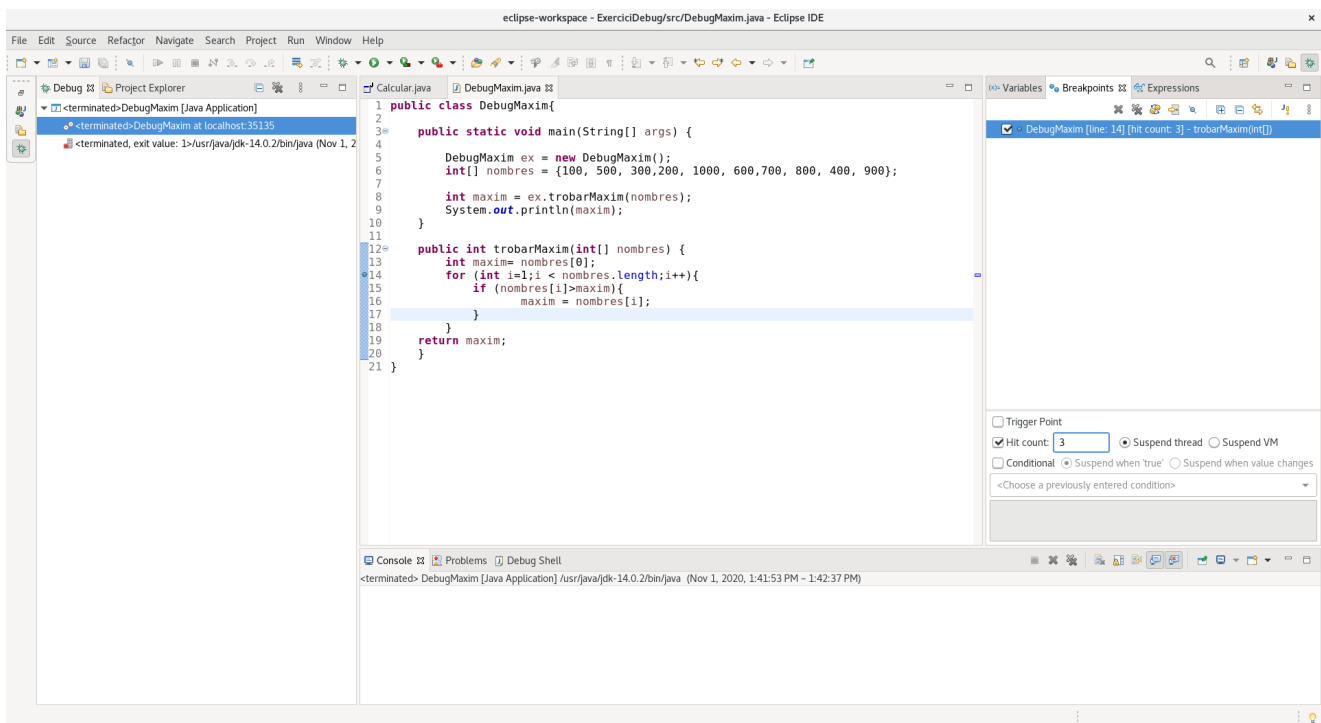 eclipse-workspace - ExerciciDebug/src/DebugMaxim.java - Eclipse IDE
File Edit Source Refactor Navigate Search Project Run Window Help
Debug Project Explorer
<terminated>DebugMaxim [Java Application]
<terminated>DebugMaxim at localhost:35135
<terminated, exit value: 1>/usr/java/jdk-14.0.2/bin/java (Nov 1, 2
Calcular.java DebugMaxim.java
1 public class DebugMaxim{
2
3 public static void main(String[] args) {
4
5 DebugMaxim ex = new DebugMaxim();
6 int[] nombres = {100, 500, 300,200, 1000, 600,700, 800, 400, 900};
7
8 int maxim = ex.trobarMaxim(nombres);
9 System.out.println(maxim);
10 }
11
12 public int trobarMaxim(int[] nombres) {
13 int maxim= nombres[0];
14 for (int i=1;i < nombres.length;i++){
15 if (nombres[i]>maxim){
16 maxim = nombres[i];
17 }
18 }
19 return maxim;
20 }
21 }
Variables Breakpoints Expressions
DebugMaxim [line: 14] [hit count: 3] - trobarMaxim(int[])
Trigger Point
Hit count: 3 Suspend thread Suspend VM
Conditional Suspend when 'true' Suspend when value changes
<Choose a previously entered condition>
Console Problems Debug Shell
<terminated> DebugMaxim [Java Application] /usr/java/jdk-14.0.2/bin/java (Nov 1, 2020, 1:41:53 PM – 1:42:37 PM)